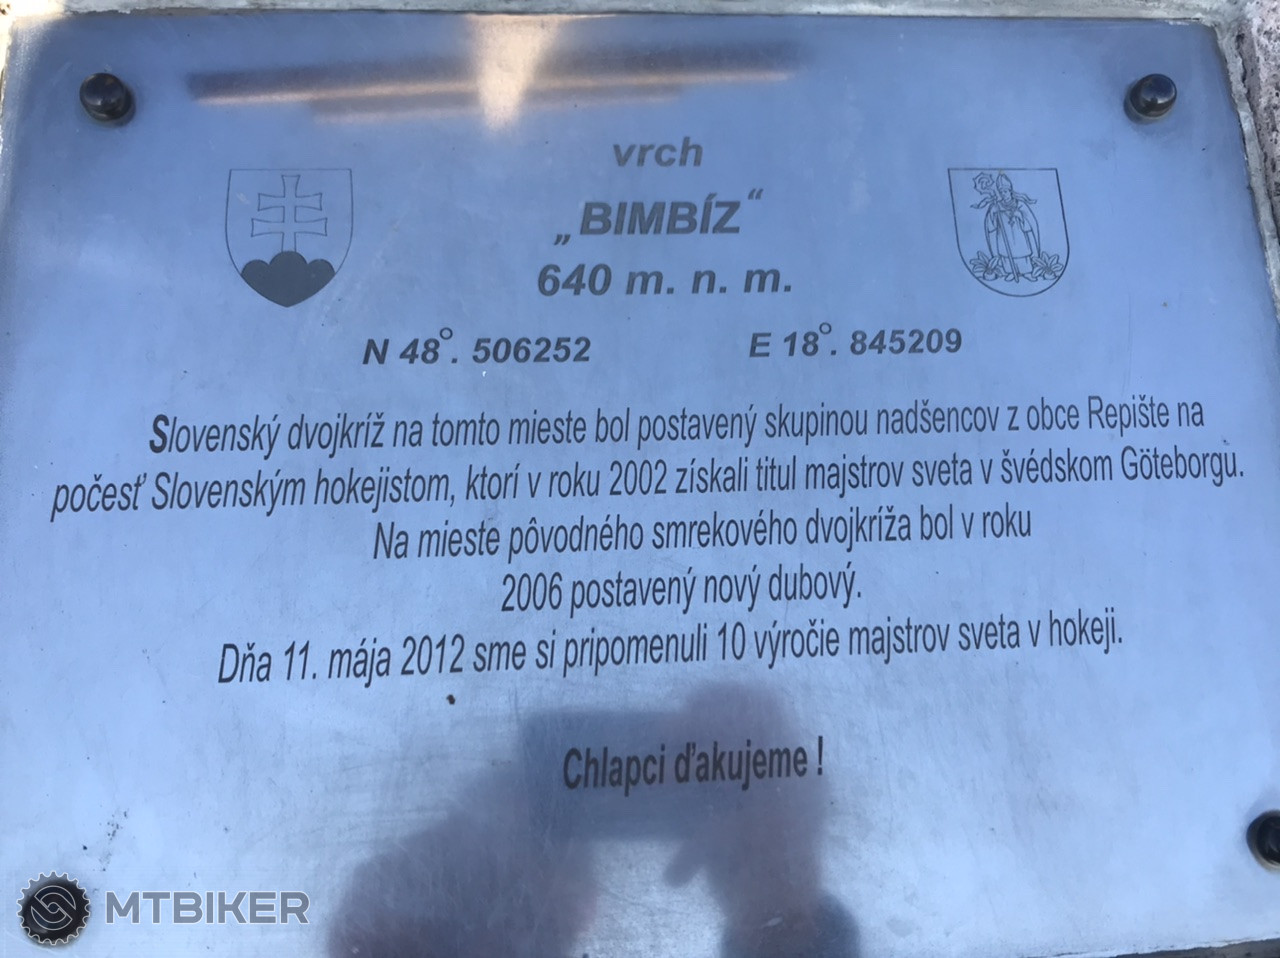 vrch
„BIMBÍZ“
640 m. n. m.
N 48°. 506252 E 18°. 845209
Slovenský dvojkríž na tomto mieste bol postavený skupinou nadšencov z obce Repište na
počesť Slovenským hokejistom, ktorí v roku 2002 získali titul majstrov sveta v švédskom Göteborgu.
Na mieste pôvodného smrekového dvojkríža bol v roku
2006 postavený nový dubový.
Dňa 11. mája 2012 sme si pripomenuli 10 výročie majstrov sveta v hokeji.
Chlapci ďakujeme !
MTBIKER